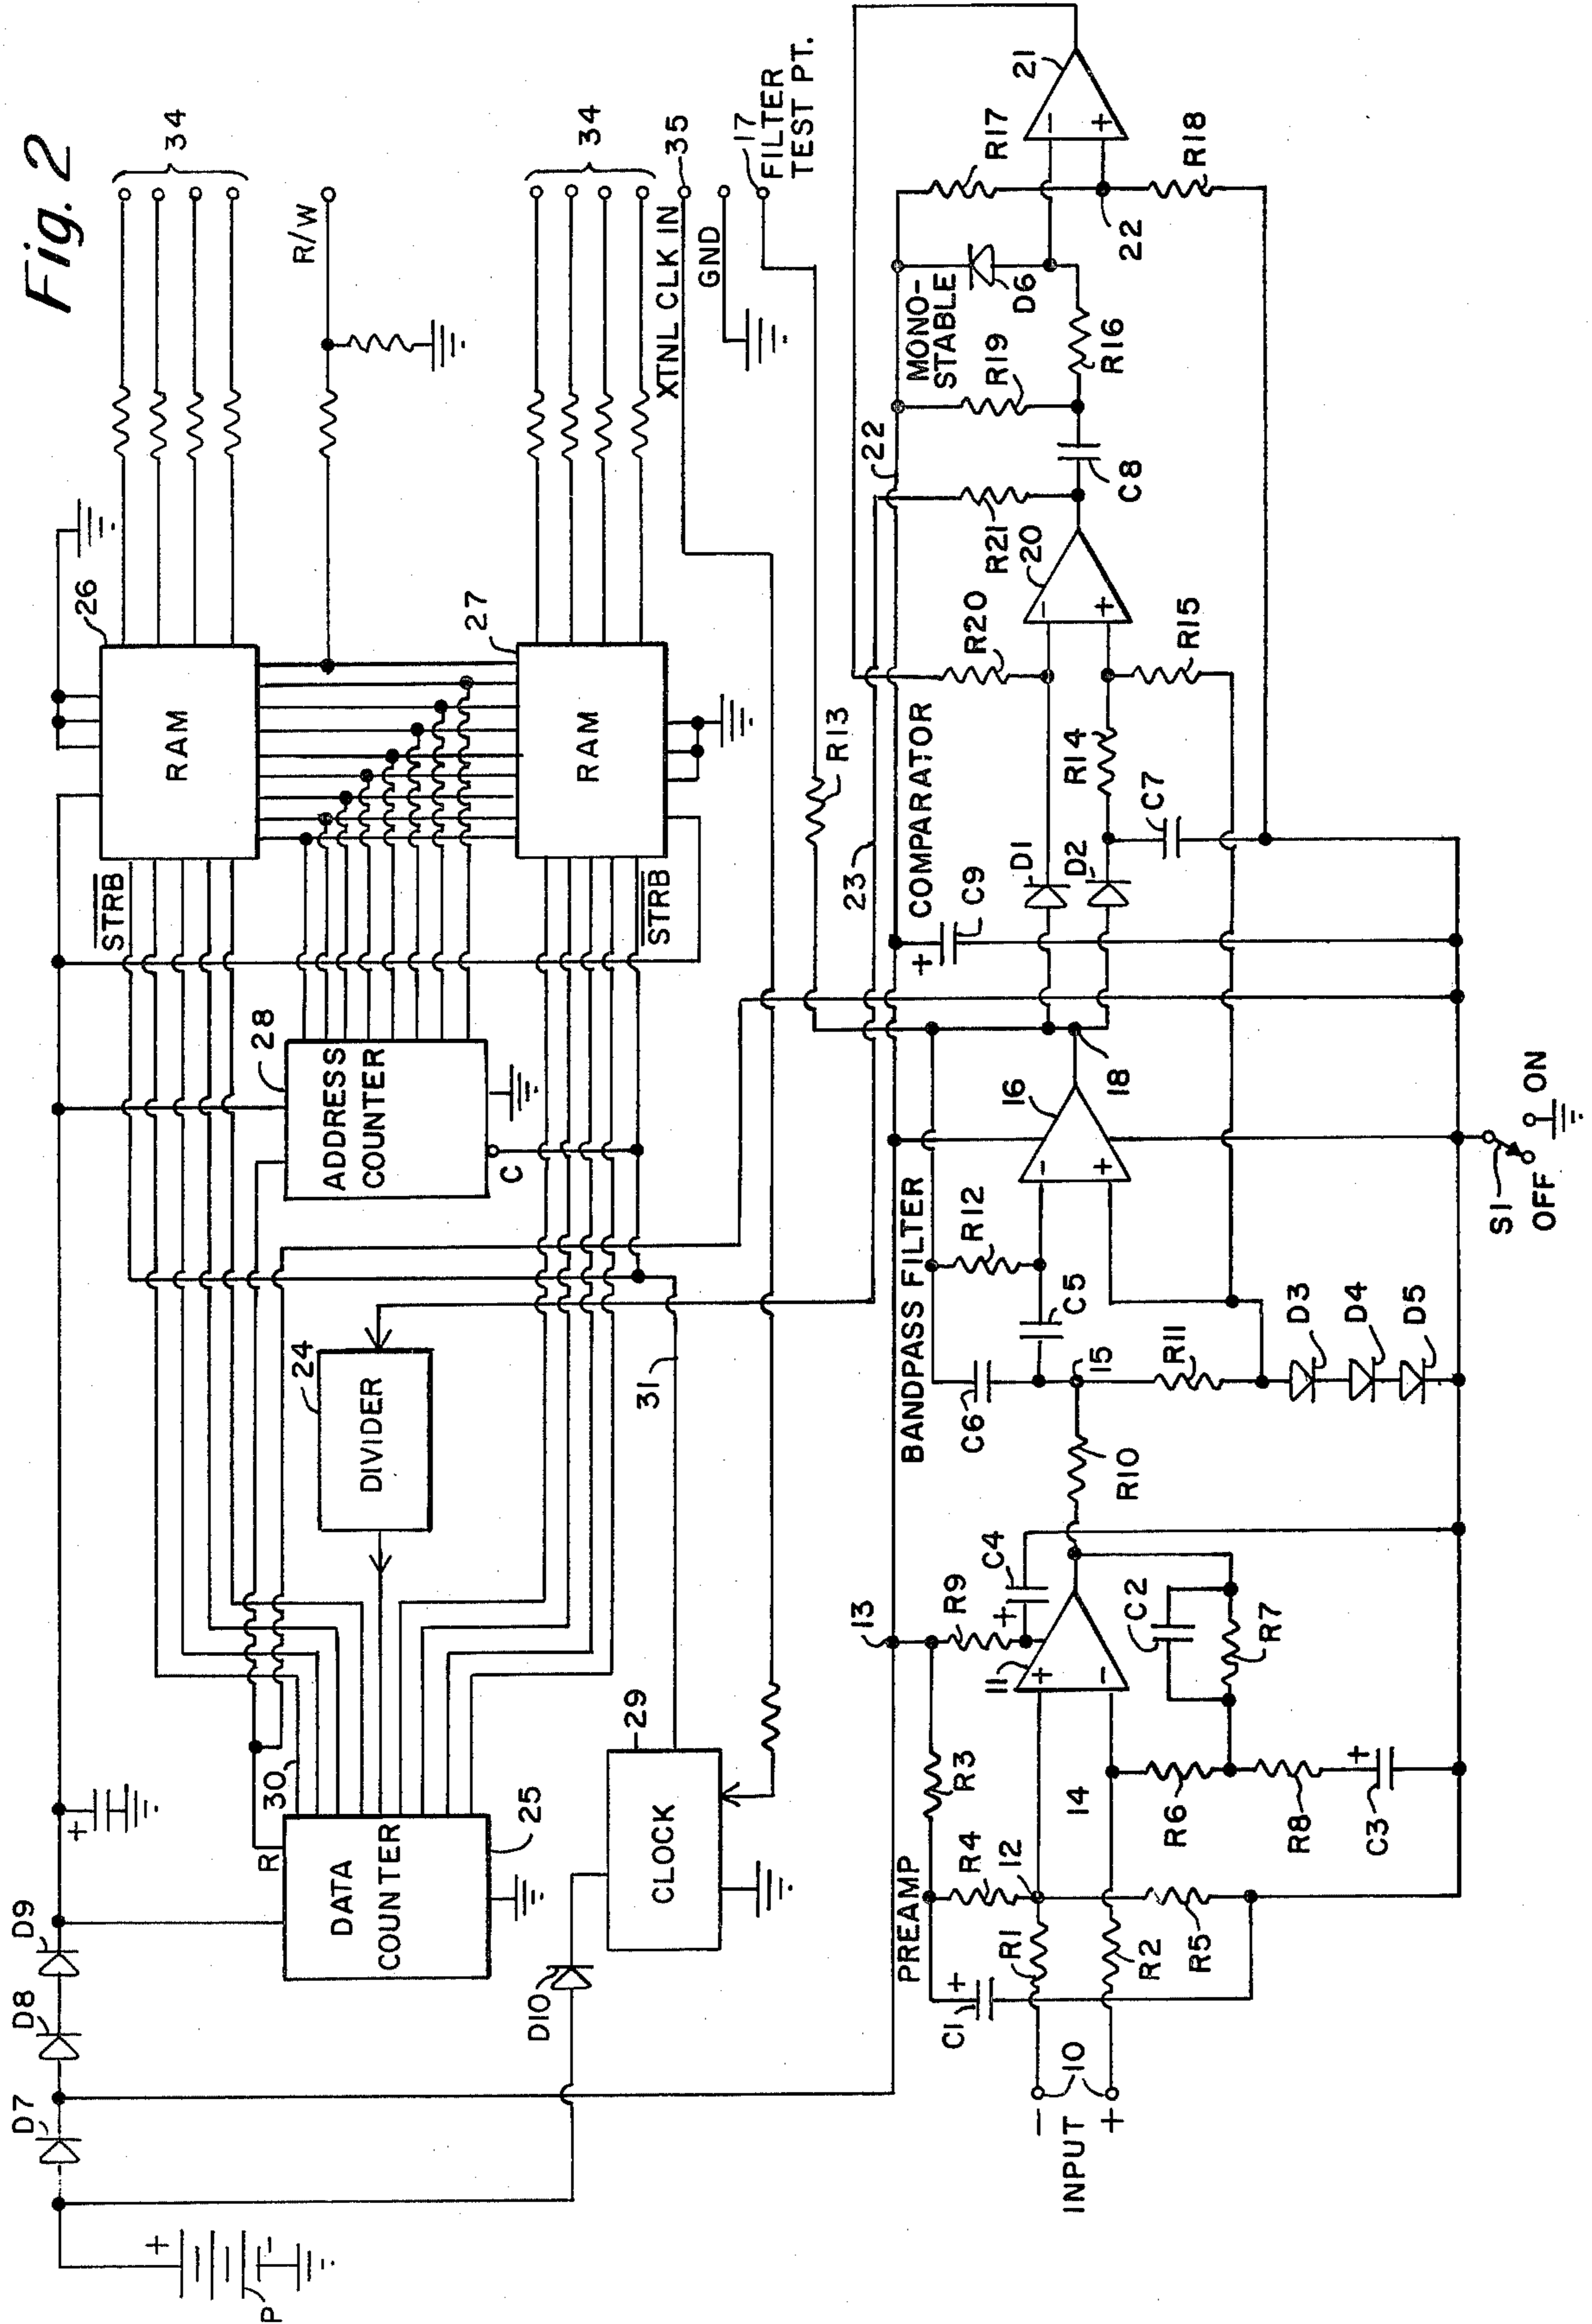 Fig. 2
34
R/W
34
35
XTNL CLK IN
GND
17
FILTER
TEST PT.
26
RAM
27
RAM
STRB
STRB
28
ADDRESS
COUNTER
C
24
DIVIDER
31
30
R
DATA
COUNTER
25
29
CLOCK
D7
D8
D9
D10
+
+
-
P
INPUT
-
+
10
PREAMP
C1
+
R1
R2
R3
R4
R5
12
14
R6
R8
C3
+
13
R9
C4
+
11
+
-
C2
R7
R10
BANDPASS FILTER
C6
C5
15
R11
R12
D3
D4
D5
16
-
+
18
S1
OFF
ON
COMPARATOR
+
C9
23
R13
D1
D2
C7
R14
R15
R20
20
-
+
R21
22
C8
MONO-
STABLE
R19
R16
D6
R17
R18
22
21
-
+